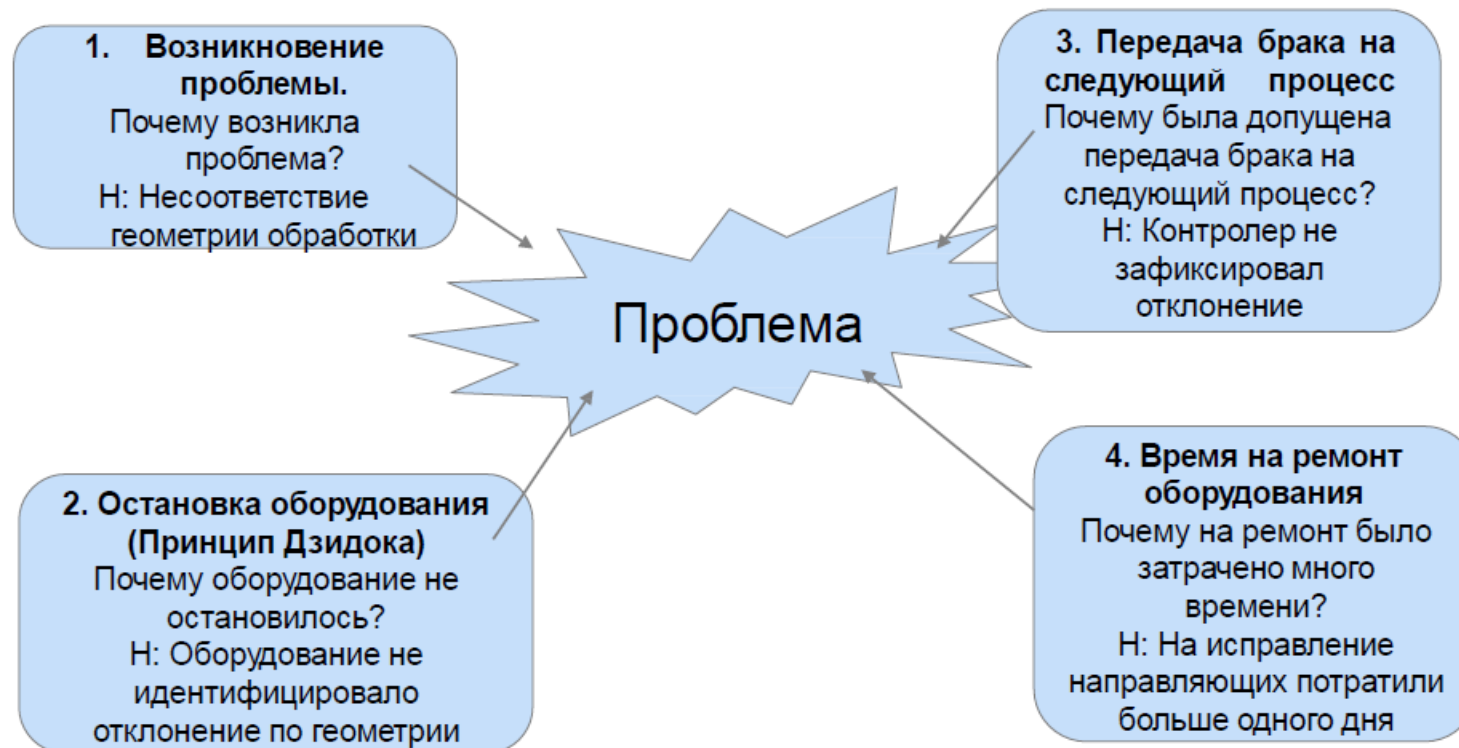 1. Возникновение
проблемы.
Почему возникла
проблема?
Н: Несоответствие
геометрии обработки
3. Передача брака на
следующий процесс
Почему была допущена
передача брака на
следующий процесс?
Н: Контролер не
зафиксировал
отклонение
Проблема
2. Остановка оборудования
(Принцип Дзидока)
Почему оборудование не
остановилось?
Н: Оборудование не
идентифицировало
отклонение по геометрии
4. Время на ремонт
оборудования
Почему на ремонт было
затрачено много
времени?
Н: На исправление
направляющих потратили
больше одного дня